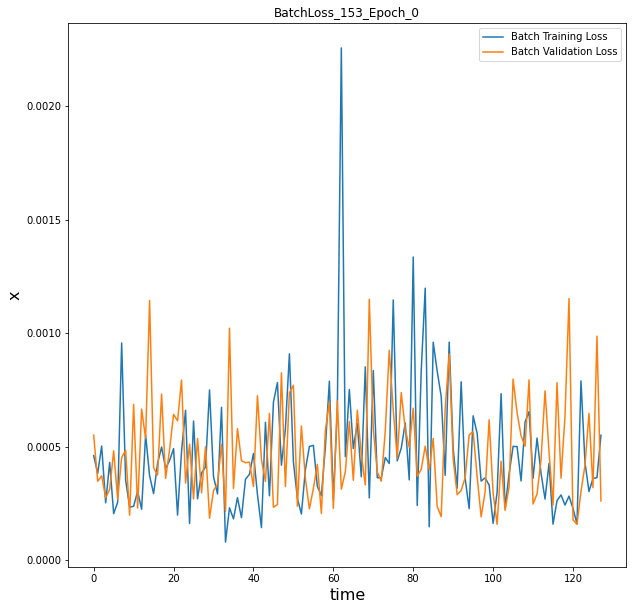 BatchLoss_153_Epoch_0
Batch Training Loss
Batch Validation Loss
0.0020
0.0015
x
0.0010
0.0005
0.0000
0 20 40 60 80 100 120
time